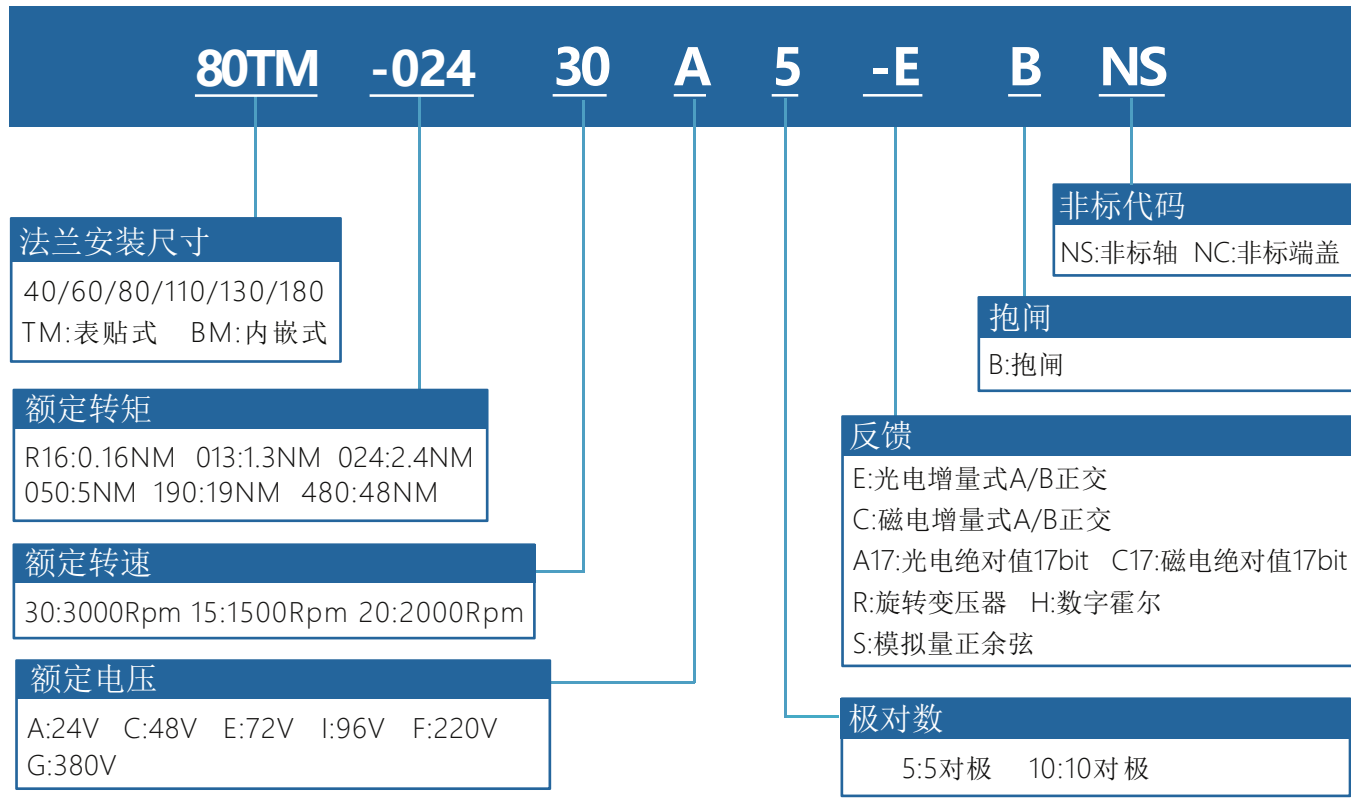 80TM -024 30 A 5 -E B NS
法兰安装尺寸
40/60/80/110/130/180
TM:表贴式 BM:内嵌式
额定转矩
R16:0.16NM 013:1.3NM 024:2.4NM
050:5NM 190:19NM 480:48NM
额定转速
30:3000Rpm 15:1500Rpm 20:2000Rpm
额定电压
A:24V C:48V E:72V I:96V F:220V
G:380V
非标代码
NS:非标轴 NC:非标端盖
抱闸
B:抱闸
反馈
E:光电增量式A/B正交
C:磁电增量式A/B正交
A17:光电绝对值17bit C17:磁电绝对值17bit
R:旋转变压器 H:数字霍尔
S:模拟量正余弦
极对数
5:5对极 10:10对极